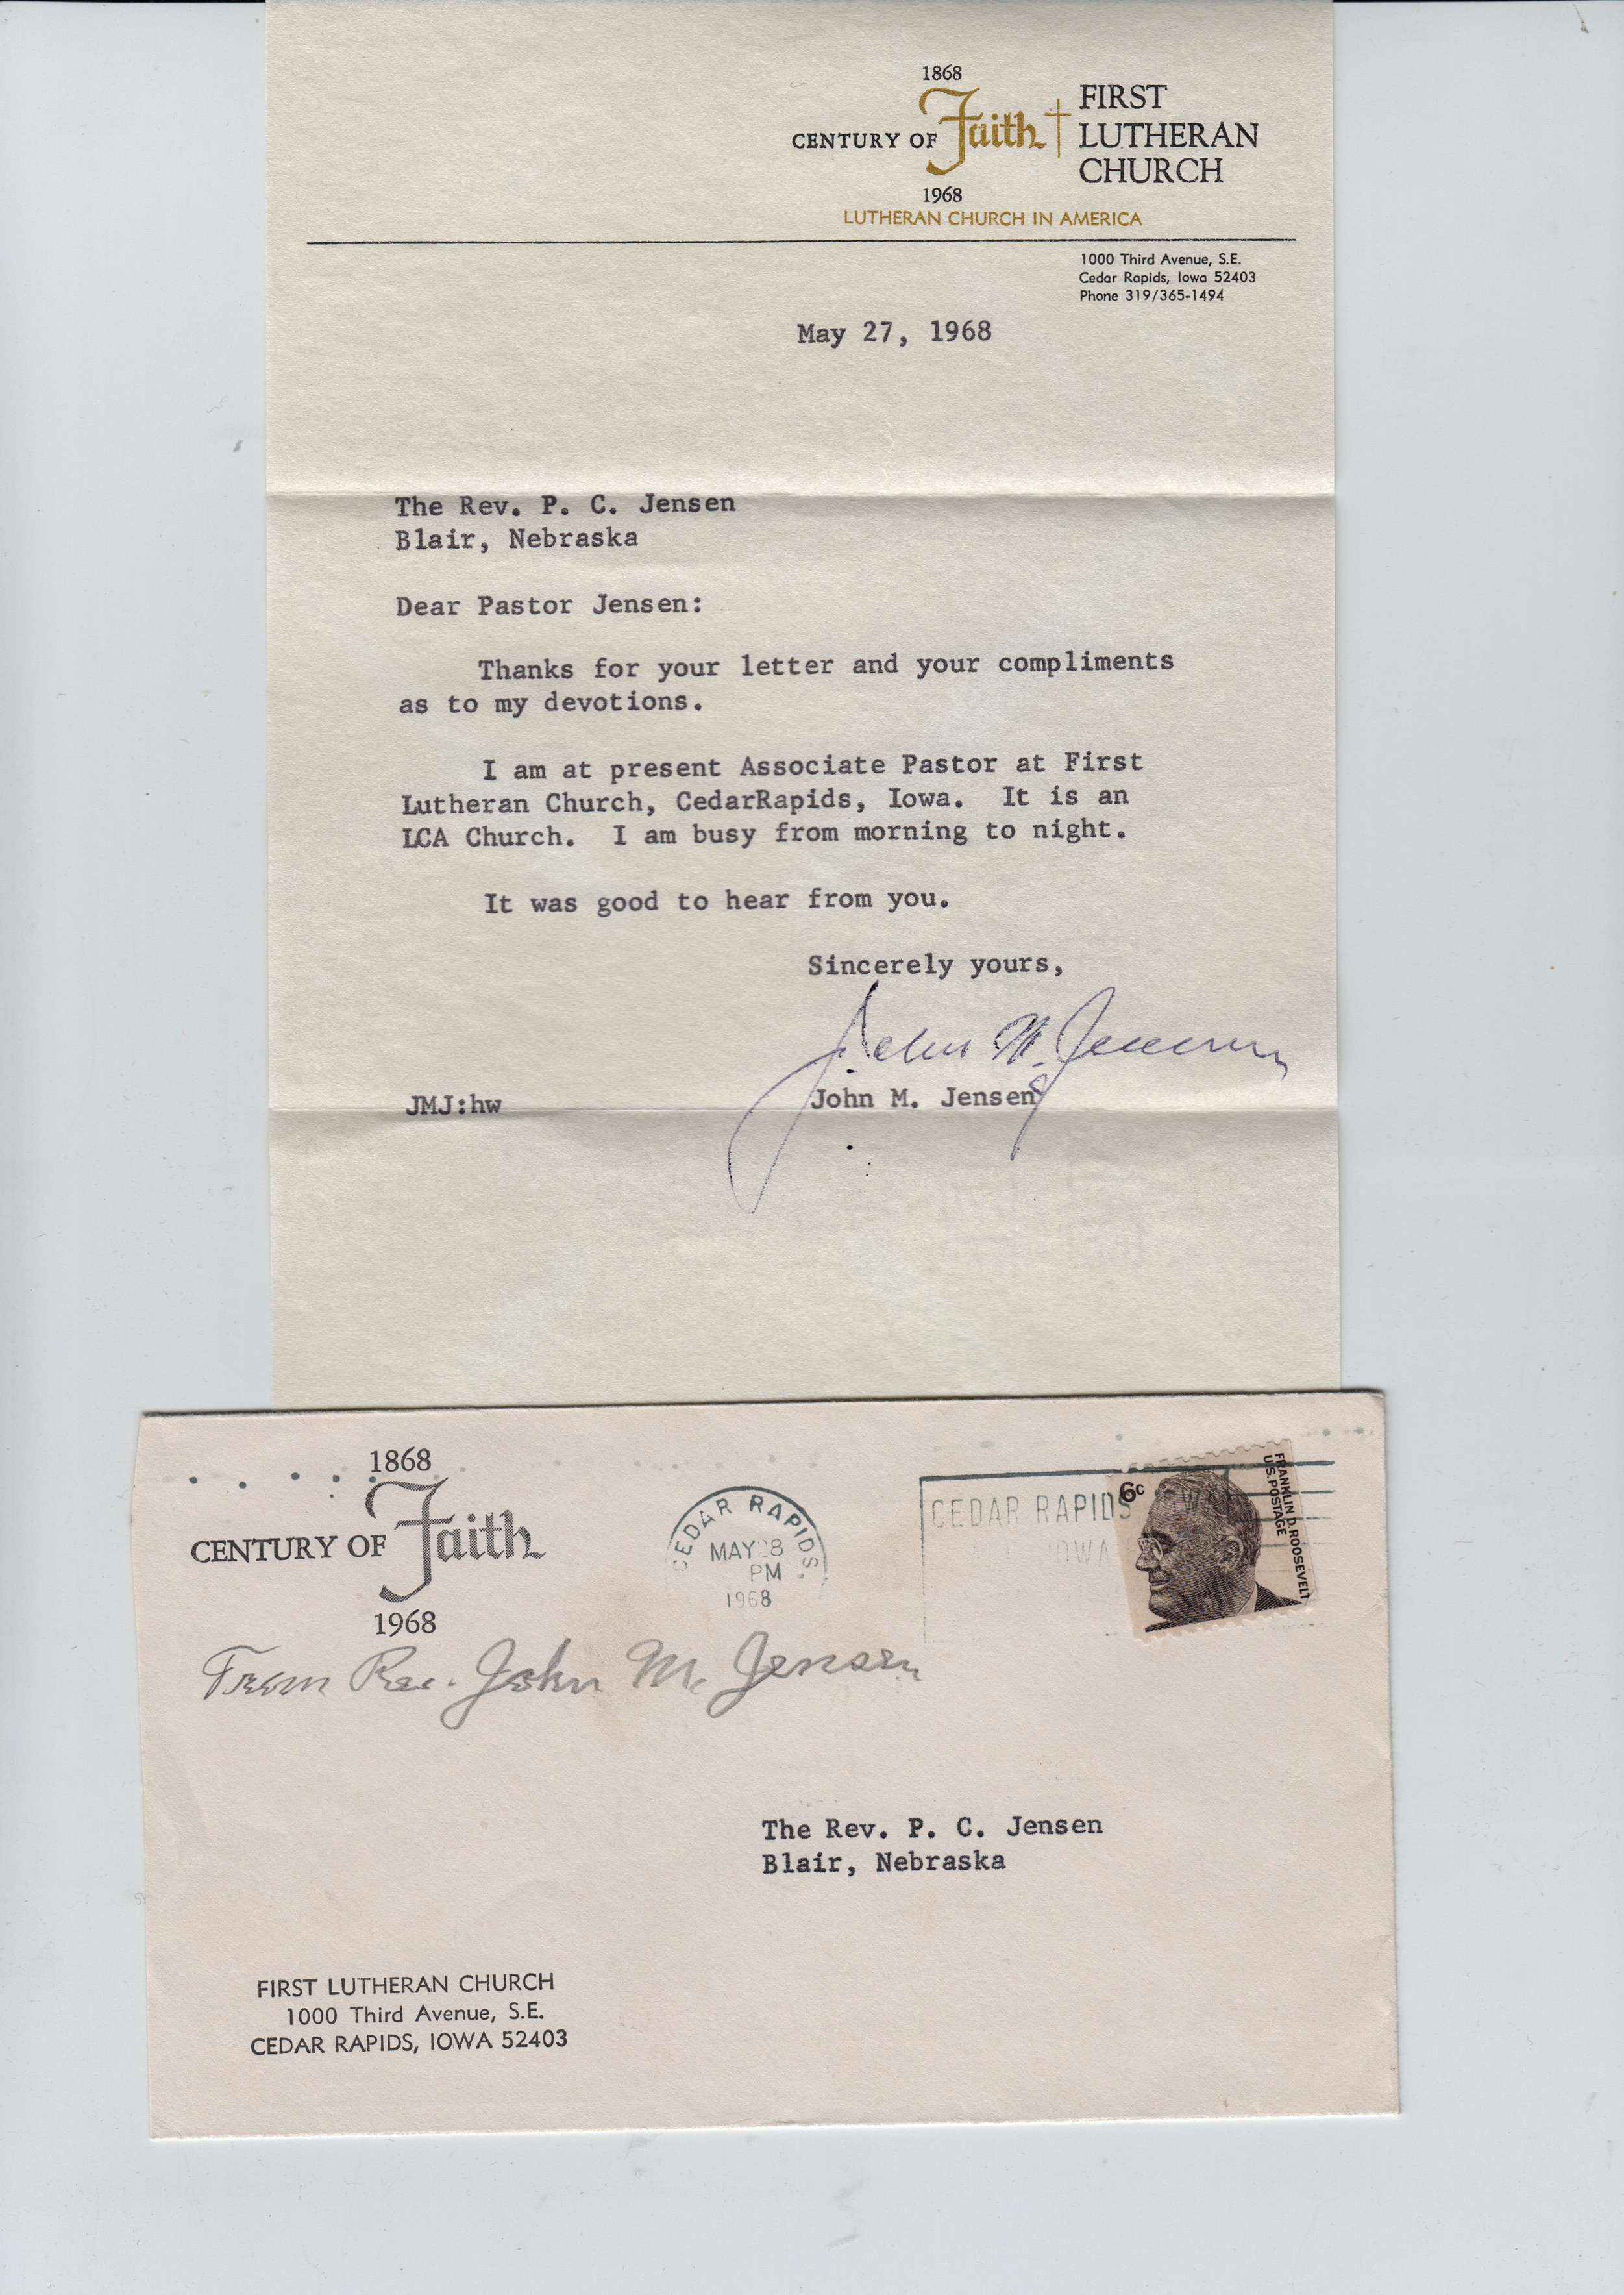 1868
CENTURY OF Faith
1968
FIRST
LUTHERAN
CHURCH
LUTHERAN CHURCH IN AMERICA
1000 Third Avenue, S.E.
Cedar Rapids, Iowa 52403
Phone 319/365-1494
May 27, 1968
The Rev. P. C. Jensen
Blair, Nebraska
Dear Pastor Jensen:
Thanks for your letter and your compliments
as to my devotions.
I am at present Associate Pastor at First
Lutheran Church, CedarRapids, Iowa. It is an
LCA Church. I am busy from morning to night.
It was good to hear from you.
Sincerely yours,
John M. Jensen
JMJ:hw
John M. Jensen
1868
CENTURY OF Faith
1968
CEDAR RAPIDS.
MAY 28
PM
1968
CEDAR RAPIDS
IOWA
6c
FRANKLIN D. ROOSEVELT
U.S. POSTAGE
From Rev. John M. Jensen
The Rev. P. C. Jensen
Blair, Nebraska
FIRST LUTHERAN CHURCH
1000 Third Avenue, S.E.
CEDAR RAPIDS, IOWA 52403